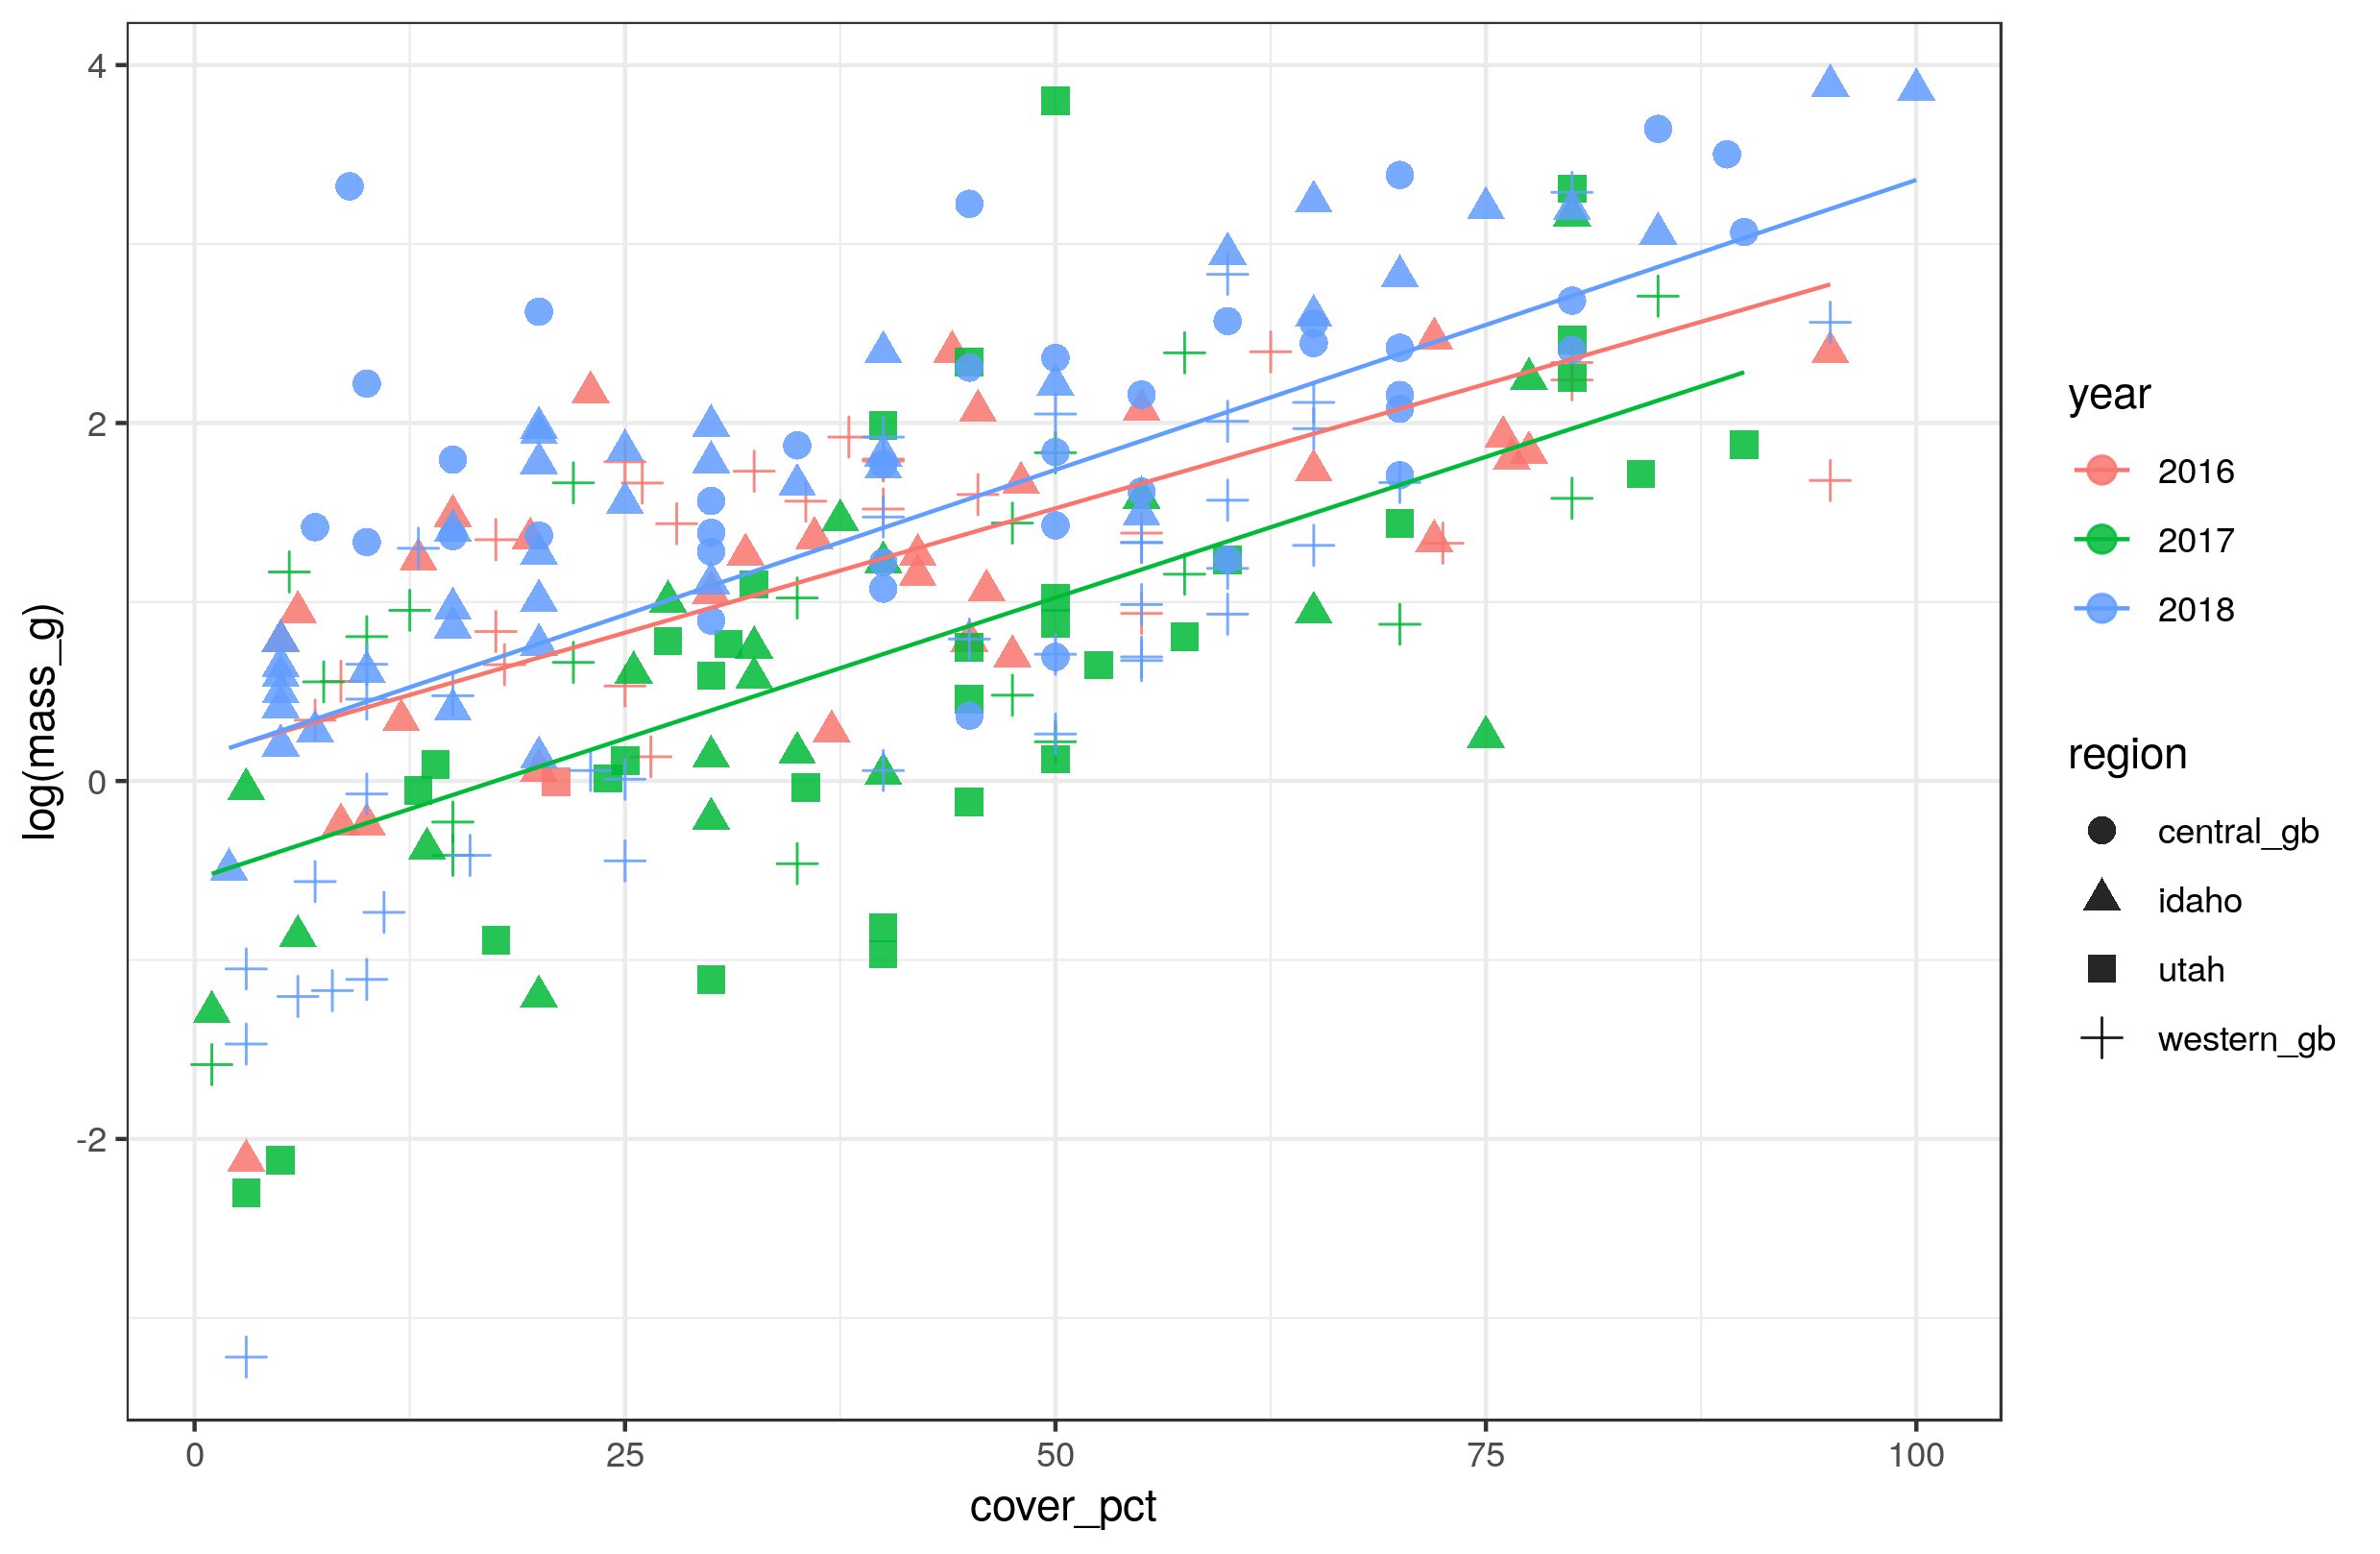 4
2
0
-2
log(mass_g)
0 25 50 75 100
cover_pct
year
2016
2017
2018
region
central_gb
idaho
utah
western_gb